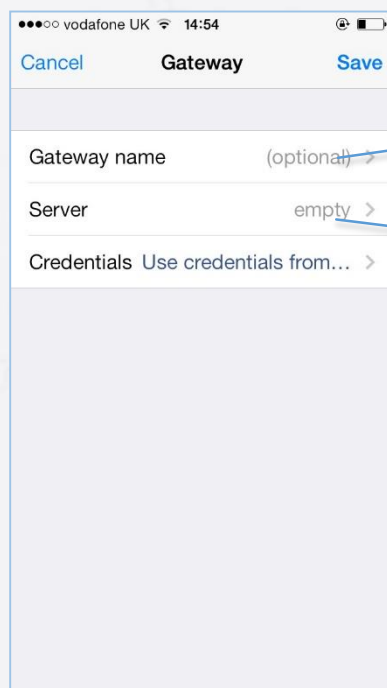 vodafone UK 14:54
Cancel Gateway Save
Gateway name (optional)
Server empty
Credentials Use credentials from...